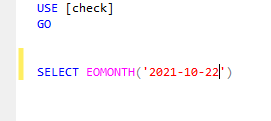 USE [check]
GO
SELECT EOMONTH('2021-10-22')